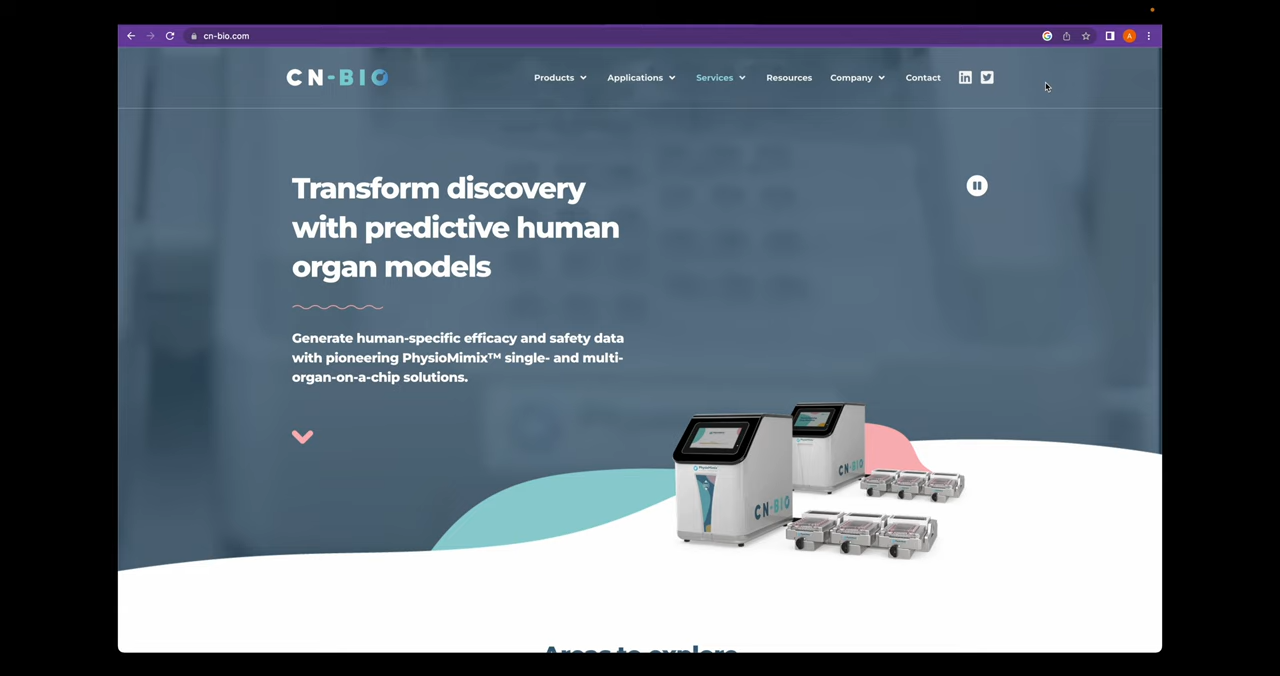 cn-bio.com
A
CN-BIO
Products
Applications
Services
Resources
Company
Contact
Transform discovery
with predictive human
organ models
Generate human-specific efficacy and safety data
with pioneering PhysioMimix™ single- and multi-
organ-on-a-chip solutions.
CN-BIO
CN-BIO
Areas to explore